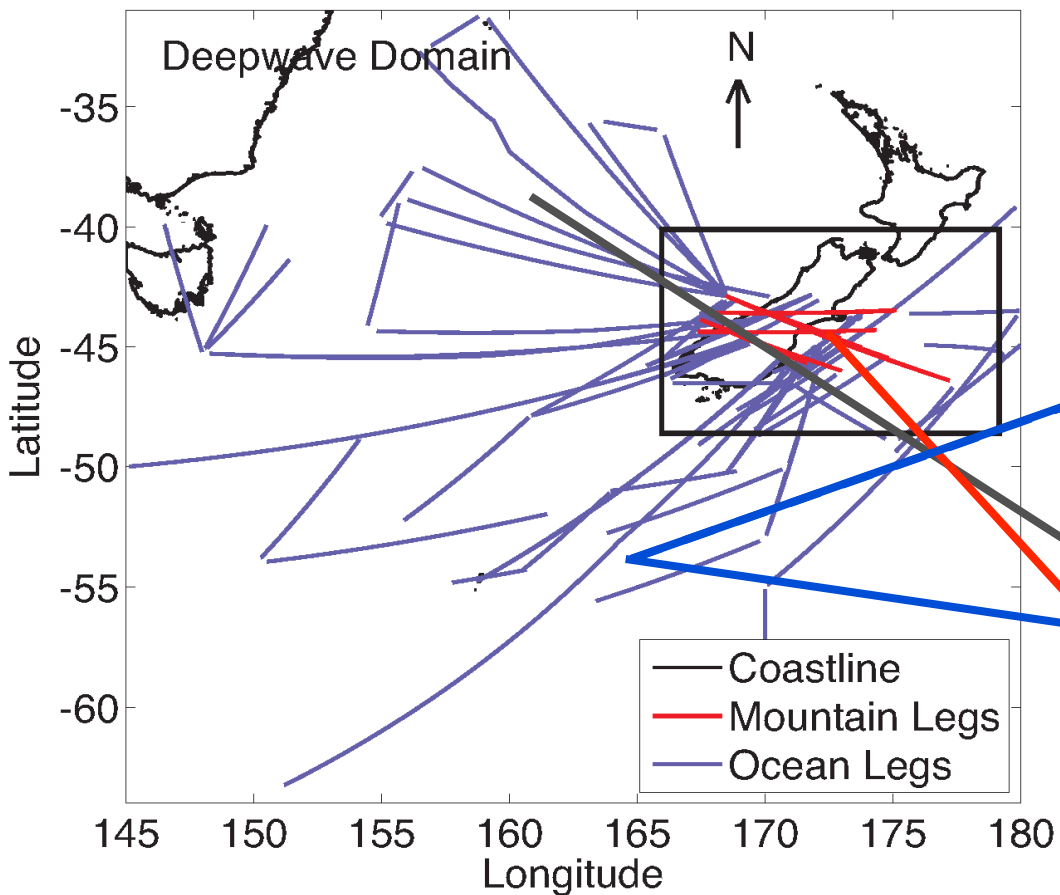 Deepwave Domain
N
-35
-40
-45
-50
-55
-60
Latitude
Coastline
Mountain Legs
Ocean Legs
145 150 155 160 165 170 175 180
Longitude